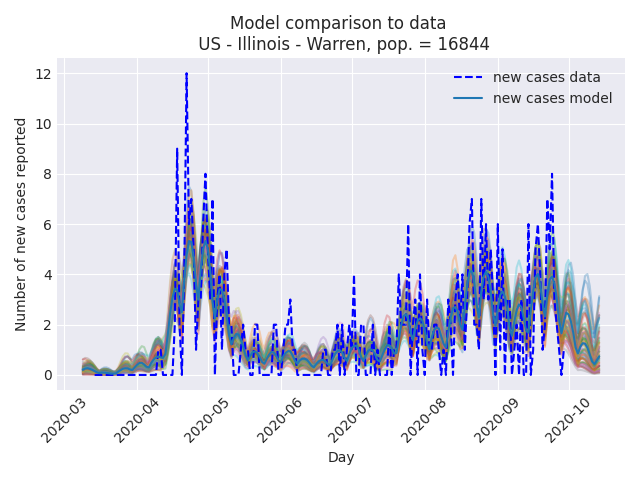 Model comparison to data
US - Illinois - Warren, pop. = 16844
new cases data
new cases model
Number of new cases reported
12
10
8
6
4
2
0
2020-03
2020-04
2020-05
2020-06
2020-07
2020-08
2020-09
2020-10
Day